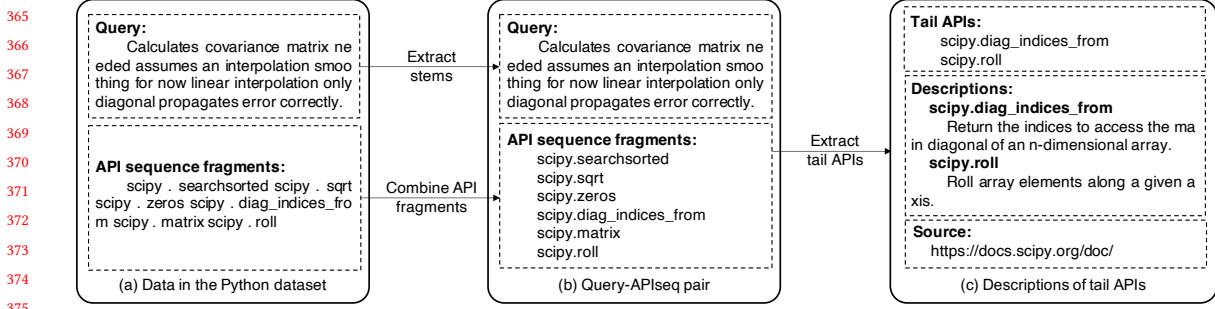 365
366
367
368
369
370
371
372
373
374
375
Query:
Calculates covariance matrix ne
eded assumes an interpolation smoo
thing for now linear interpolation only
diagonal propagates error correctly.
API sequence fragments:
scipy . searchsorted scipy . sqrt
scipy . zeros scipy . diag_indices_fro
m scipy . matrix scipy . roll
(a) Data in the Python dataset
Extract
stems
Combine API
fragments
Query:
Calculates covariance matrix ne
eded assumes an interpolation smoo
thing for now linear interpolation only
diagonal propagates error correctly.
API sequence fragments:
scipy.searchsorted
scipy.sqrt
scipy.zeros
scipy.diag_indices_from
scipy.matrix
scipy.roll
(b) Query-APIseq pair
Extract
tail APIs
Tail APIs:
scipy.diag_indices_from
scipy.roll
Descriptions:
scipy.diag_indices_from
Return the indices to access the ma
in diagonal of an n-dimensional array.
scipy.roll
Roll array elements along a given a
xis.
Source:
https://docs.scipy.org/doc/
(c) Descriptions of tail APIs